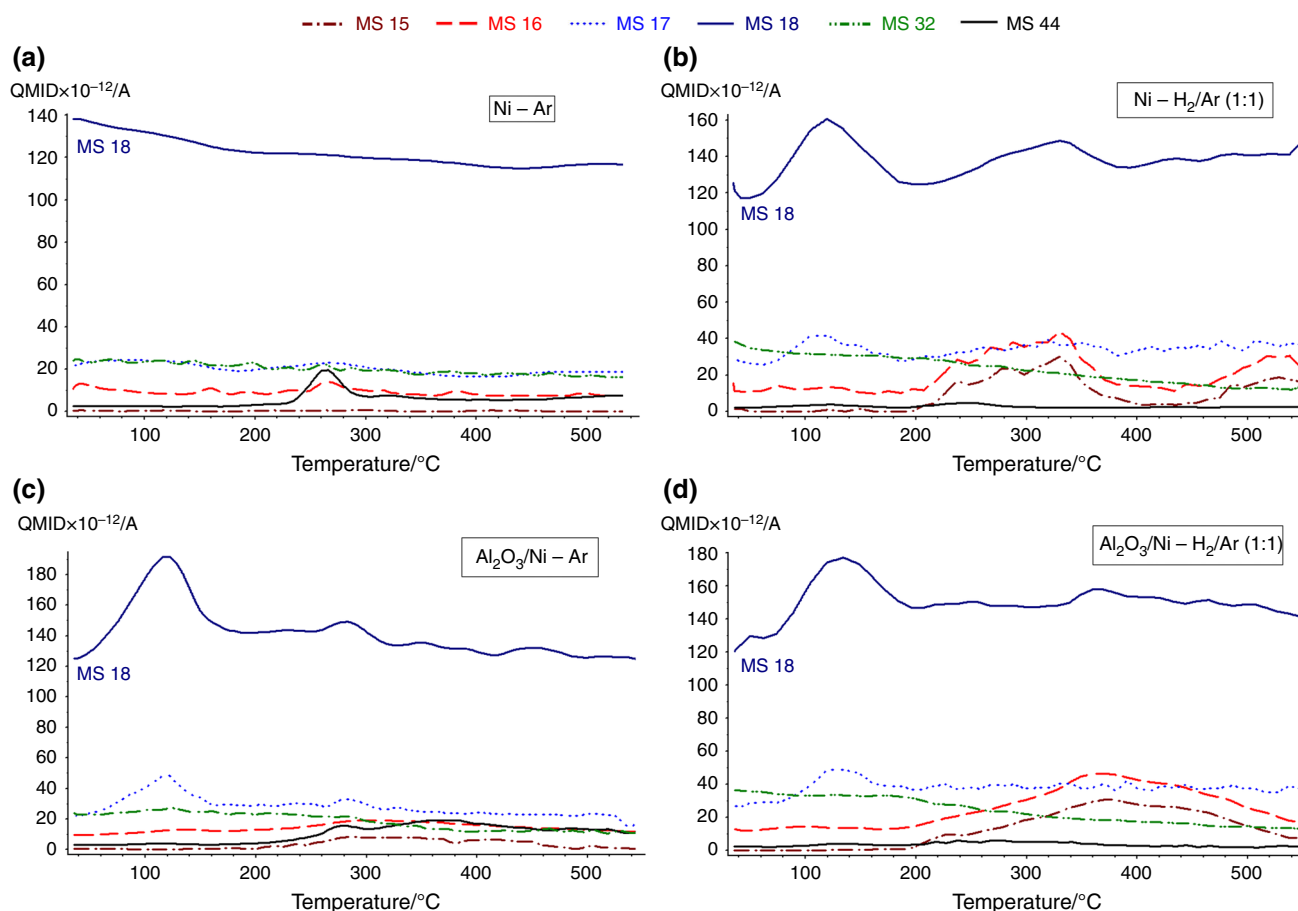 MS 15 MS 16 MS 17 MS 18 MS 32 MS 44
(a)
QMID×10⁻¹²/A
Ni – Ar
140
120
100
80
60
40
20
0
MS 18
100 200 300 400 500
Temperature/°C
(b)
QMID×10⁻¹²/A
Ni – H₂/Ar (1:1)
160
140
120
100
80
60
40
20
0
MS 18
100 200 300 400 500
Temperature/°C
(c)
QMID×10⁻¹²/A
Al₂O₃/Ni – Ar
180
160
140
120
100
80
60
40
20
0
MS 18
100 200 300 400 500
Temperature/°C
(d)
QMID×10⁻¹²/A
Al₂O₃/Ni – H₂/Ar (1:1)
180
160
140
120
100
80
60
40
20
0
MS 18
100 200 300 400 500
Temperature/°C